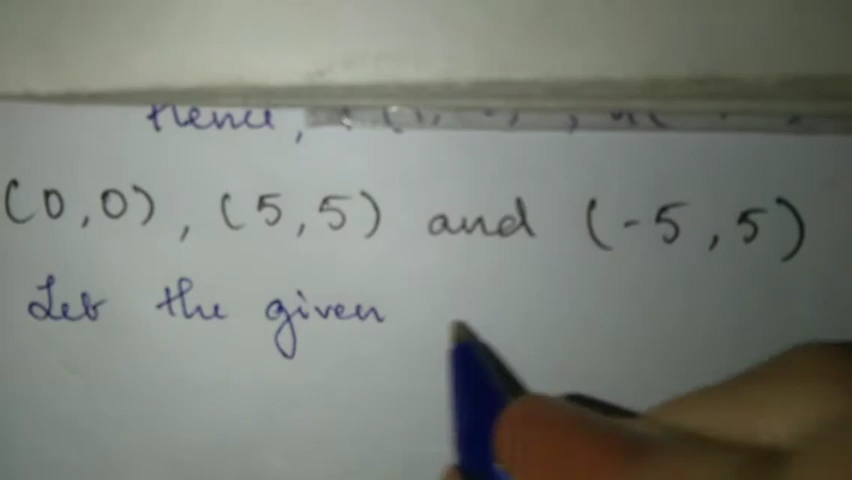 Hence,
(0,0), (5,5) and (-5,5)
Let the given